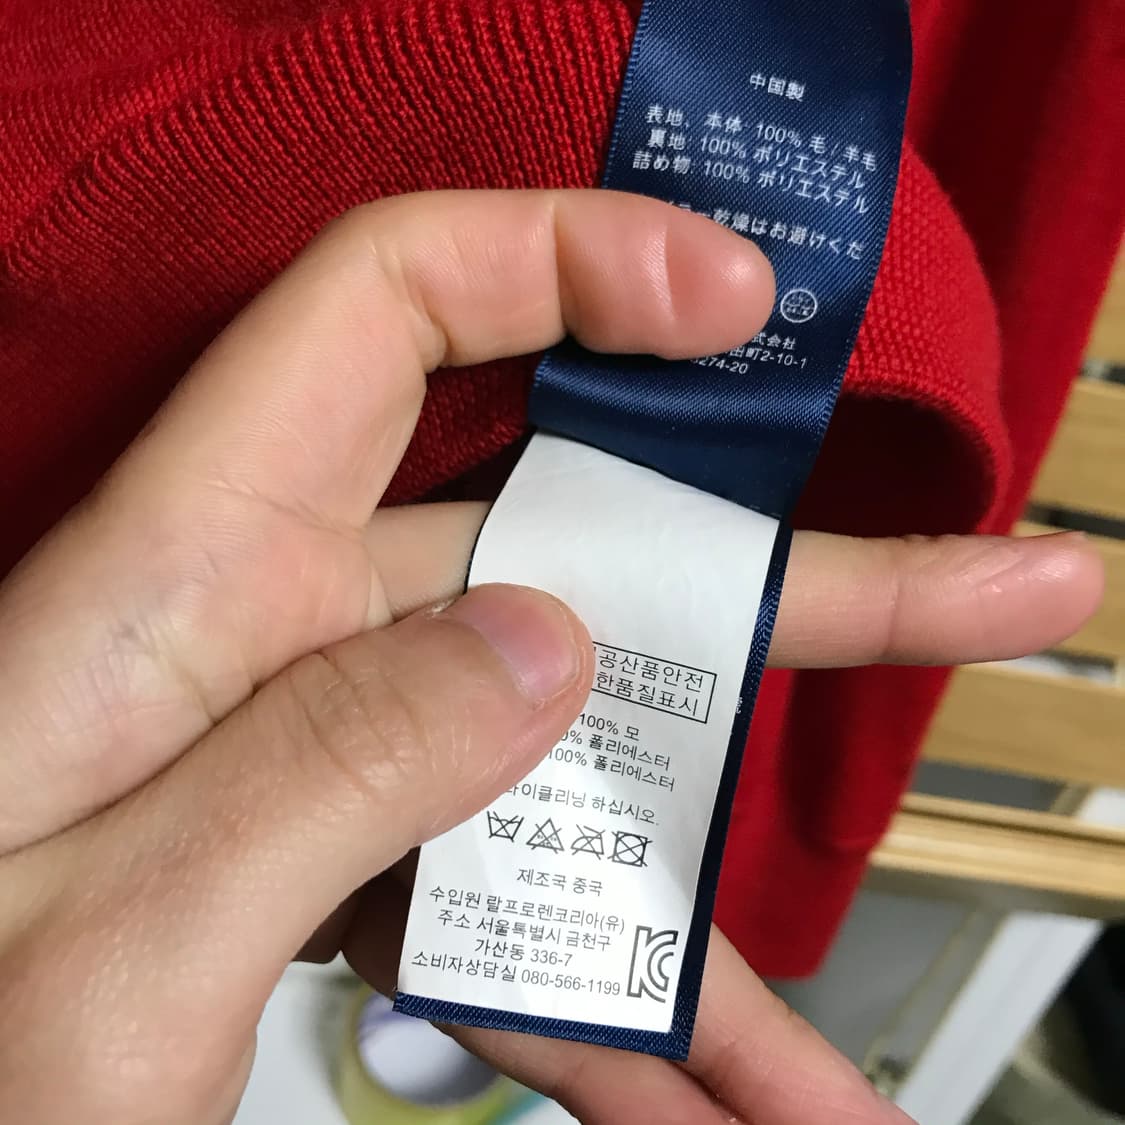 中国製
表地、本体 100% 毛/羊毛
裏地 100% ポリエステル
詰め物 100% ポリエステル
乾燥はお避けくだ
式会社
出町2-10-1
274-20
공산품안전
한품질표시
100% 모
0% 폴리에스터
100% 폴리에스터
이클리닝 하십시오.
제조국 중국
수입원 랄프로렌코리아(유)
주소 서울특별시 금천구
가산동 336-7
소비자상담실 080-566-1199
KC